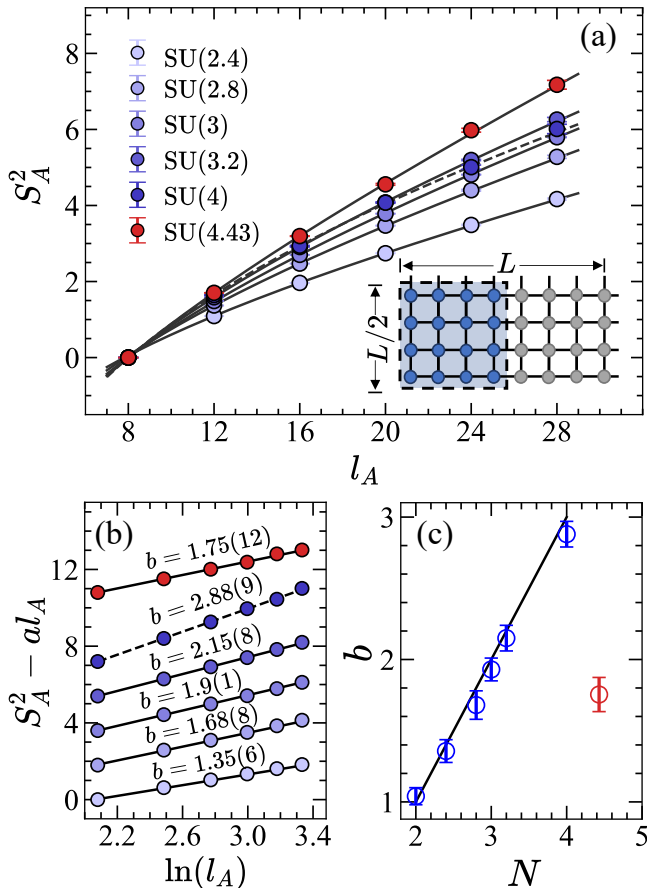 (a)
SU(2.4)
SU(2.8)
SU(3)
SU(3.2)
SU(4)
SU(4.43)
8
6
4
2
0
S_A^2
L
L/2
8 12 16 20 24 28
l_A
(b)
12
8
4
0
S_A^2 − al_A
b = 1.75(12)
b = 2.88(9)
b = 2.15(8)
b = 1.9(1)
b = 1.68(8)
b = 1.35(6)
2.2 2.6 3.0 3.4
ln(l_A)
(c)
3
2
1
b
2 3 4 5
N